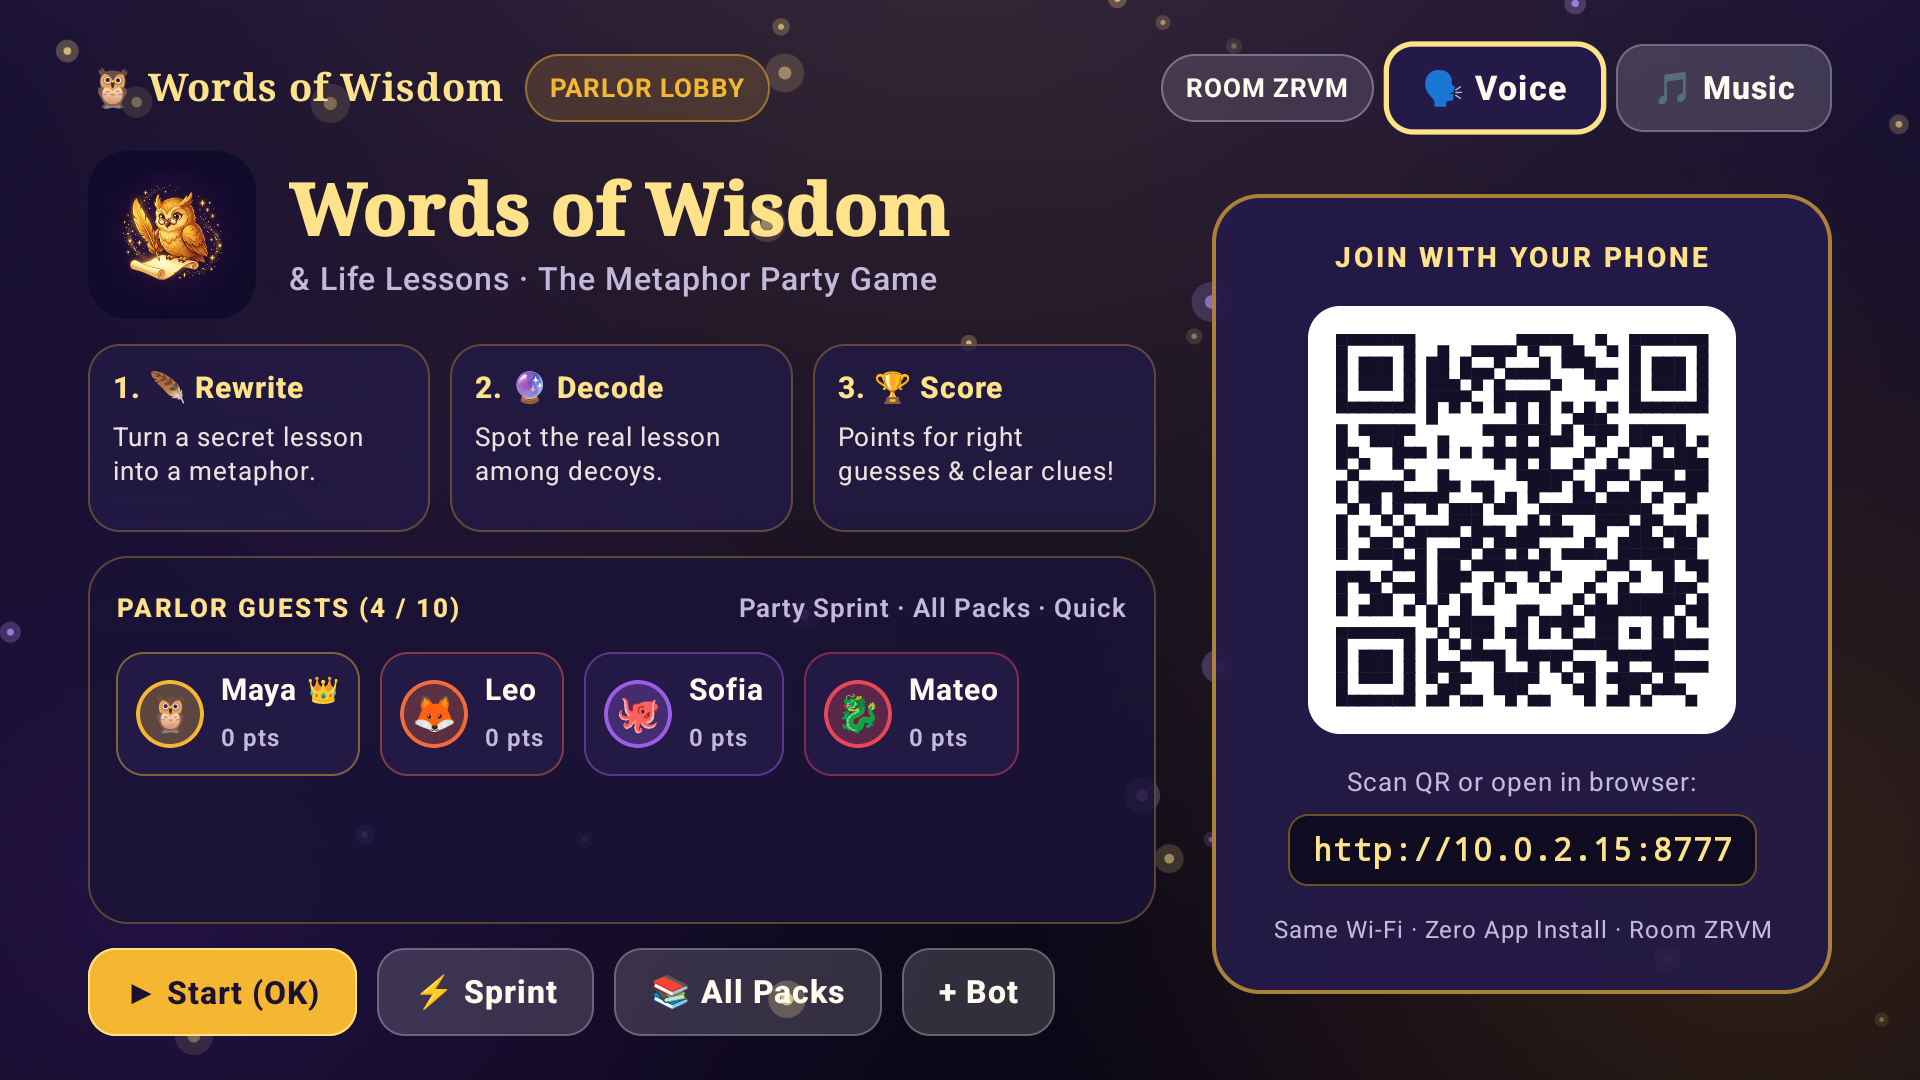 Words of Wisdom
PARLOR LOBBY
ROOM ZRVM
Voice
Music
Words of Wisdom
& Life Lessons · The Metaphor Party Game
1. Rewrite
Turn a secret lesson
into a metaphor.
2. Decode
Spot the real lesson
among decoys.
3. Score
Points for right
guesses & clear clues!
PARLOR GUESTS (4 / 10)
Party Sprint · All Packs · Quick
Maya
0 pts
Leo
0 pts
Sofia
0 pts
Mateo
0 pts
► Start (OK)
Sprint
All Packs
+ Bot
JOIN WITH YOUR PHONE
Scan QR or open in browser:
http://10.0.2.15:8777
Same Wi-Fi · Zero App Install · Room ZRVM